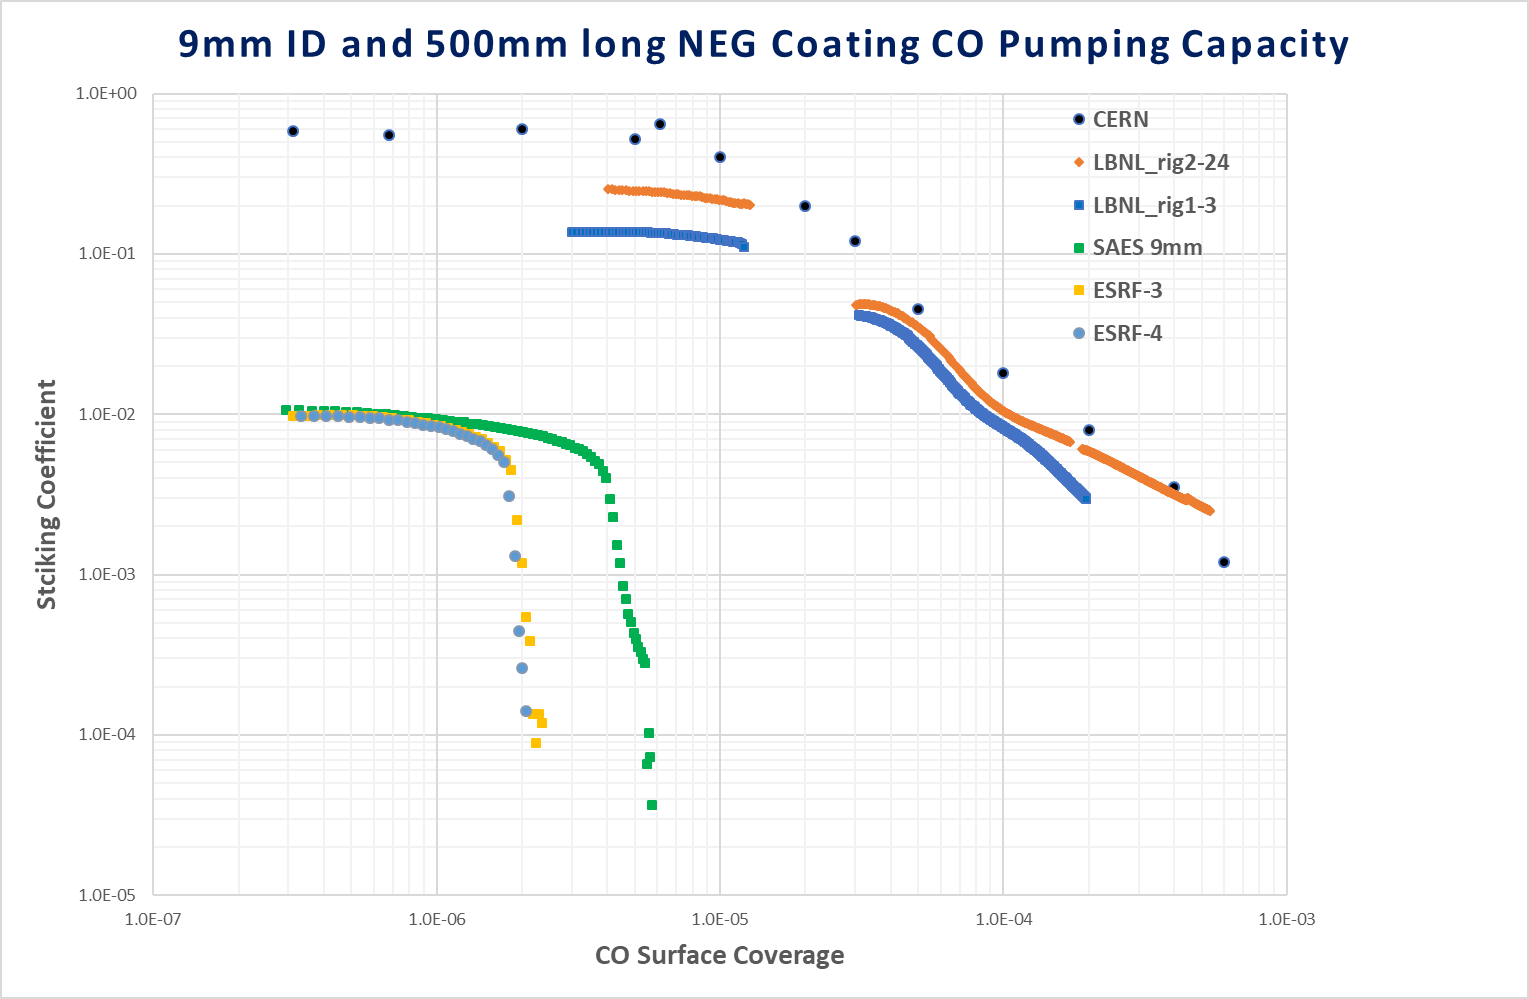 9mm ID and 500mm long NEG Coating CO Pumping Capacity
1.0E+00
1.0E-01
1.0E-02
1.0E-03
1.0E-04
1.0E-05
Stciking Coefficient
CERN
LBNL_rig2-24
LBNL_rig1-3
SAES 9mm
ESRF-3
ESRF-4
1.0E-07 1.0E-06 1.0E-05 1.0E-04 1.0E-03
CO Surface Coverage